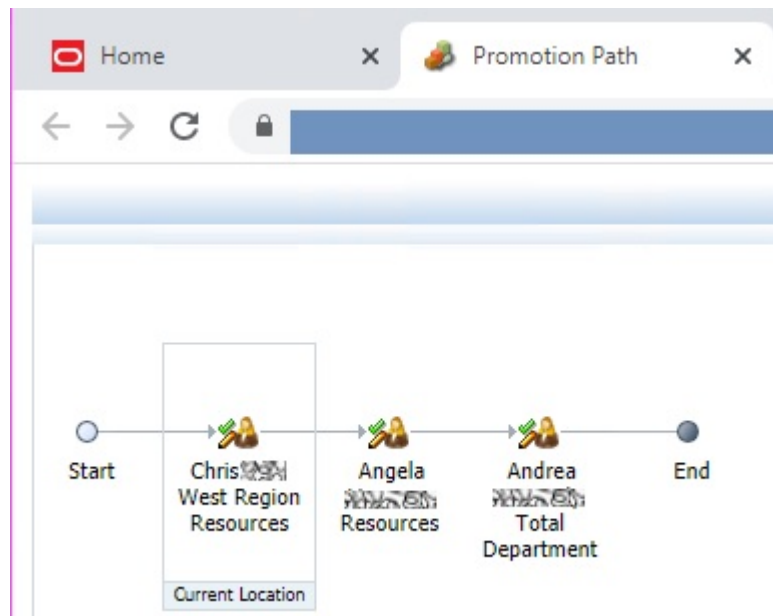 Home
Promotion Path
Start
Chris
West Region
Resources
Current Location
Angela
Resources
Andrea
Total
Department
End